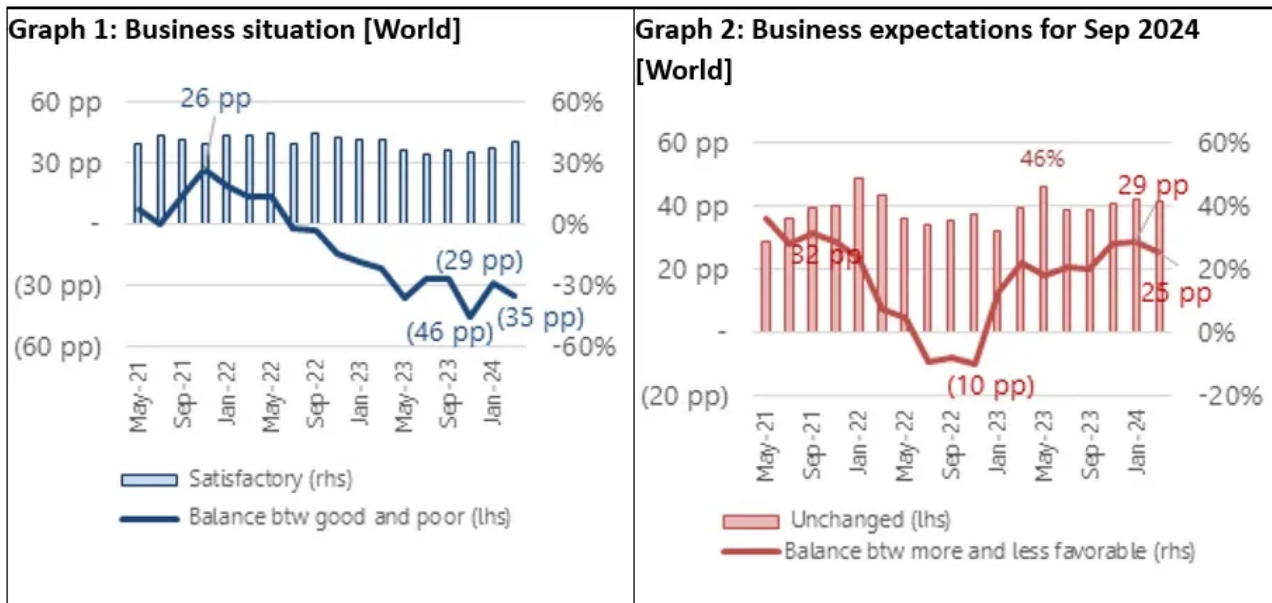 Graph 1: Business situation [World]
26 pp
60 pp
60%
30 pp
30%
-
0%
(29 pp)
(30 pp)
-30%
(46 pp)
(35 pp)
(60 pp)
-60%
May-21
Sep-21
Jan-22
May-22
Sep-22
Jan-23
May-23
Sep-23
Jan-24
Satisfactory (rhs)
Balance btw good and poor (lhs)
Graph 2: Business expectations for Sep 2024
[World]
60 pp
60%
46%
29 pp
40 pp
40%
32 pp
20 pp
20%
25 pp
-
0%
(10 pp)
(20 pp)
-20%
May-21
Sep-21
Jan-22
May-22
Sep-22
Jan-23
May-23
Sep-23
Jan-24
Unchanged (lhs)
Balance btw more and less favorable (rhs)